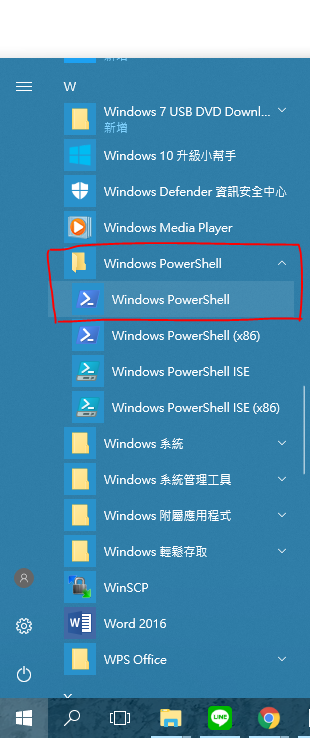 新增
W
Windows 7 USB DVD Downl...
新增
Windows 10 升級小幫手
Windows Defender 資訊安全中心
Windows Media Player
Windows PowerShell
Windows PowerShell
Windows PowerShell (x86)
Windows PowerShell ISE
Windows PowerShell ISE (x86)
Windows 系統
Windows 系統管理工具
Windows 附屬應用程式
Windows 輕鬆存取
WinSCP
Word 2016
WPS Office
LINE